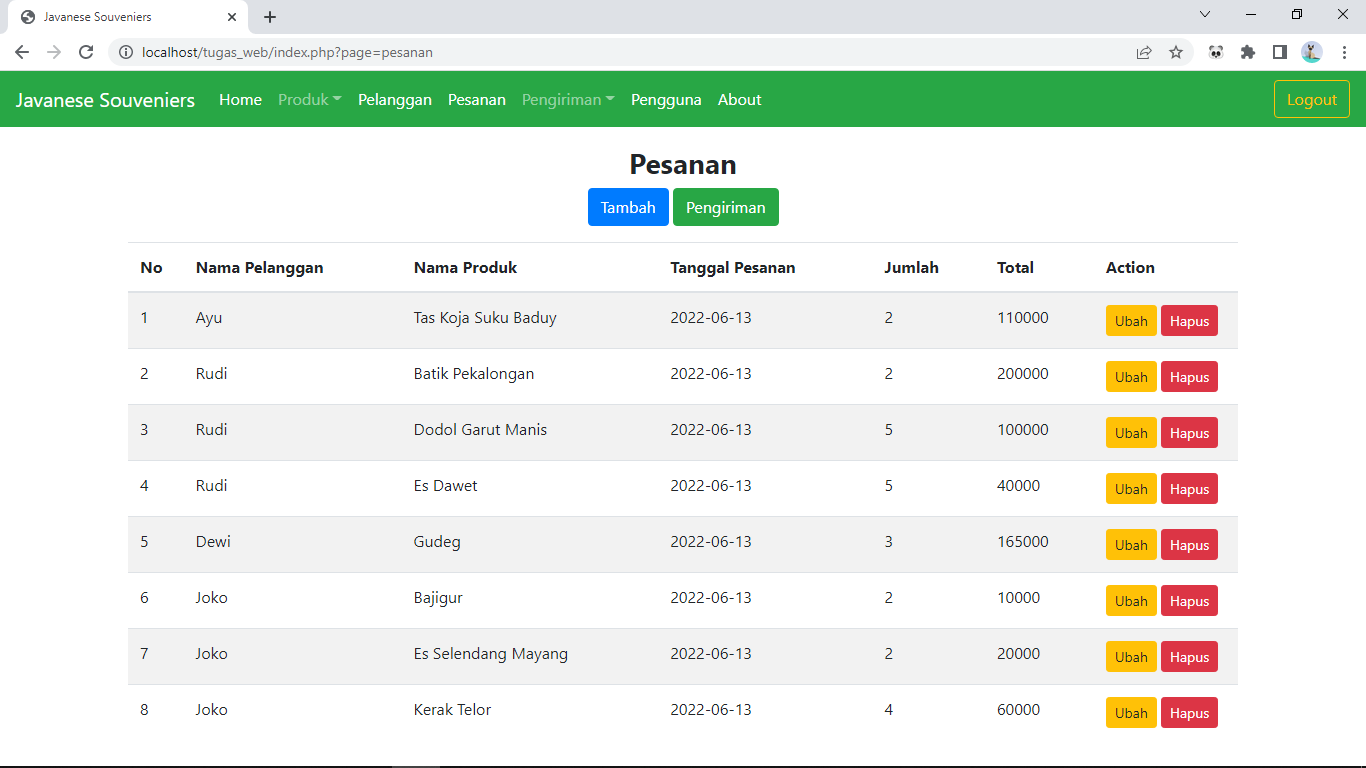 Javanese Souveniers
localhost/tugas_web/index.php?page=pesanan
Javanese Souveniers Home Produk Pelanggan Pesanan Pengiriman Pengguna About Logout
Pesanan
Tambah Pengiriman
No Nama Pelanggan Nama Produk Tanggal Pesanan Jumlah Total Action
1 Ayu Tas Koja Suku Baduy 2022-06-13 2 110000 Ubah Hapus
2 Rudi Batik Pekalongan 2022-06-13 2 200000 Ubah Hapus
3 Rudi Dodol Garut Manis 2022-06-13 5 100000 Ubah Hapus
4 Rudi Es Dawet 2022-06-13 5 40000 Ubah Hapus
5 Dewi Gudeg 2022-06-13 3 165000 Ubah Hapus
6 Joko Bajigur 2022-06-13 2 10000 Ubah Hapus
7 Joko Es Selendang Mayang 2022-06-13 2 20000 Ubah Hapus
8 Joko Kerak Telor 2022-06-13 4 60000 Ubah Hapus